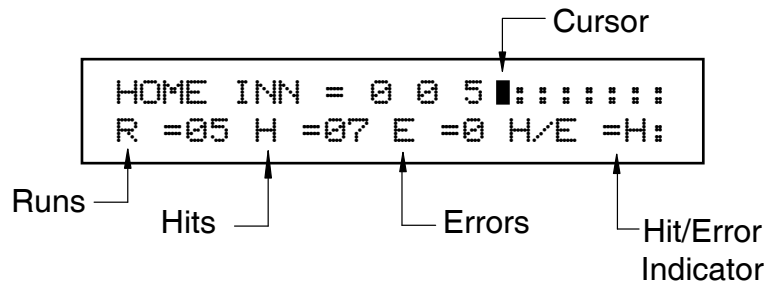 Cursor
HOME INN = 0 0 5 : : : : : : :
R =05 H =07 E =0 H/E =H:
Runs
Hits
Errors
Hit/Error
Indicator